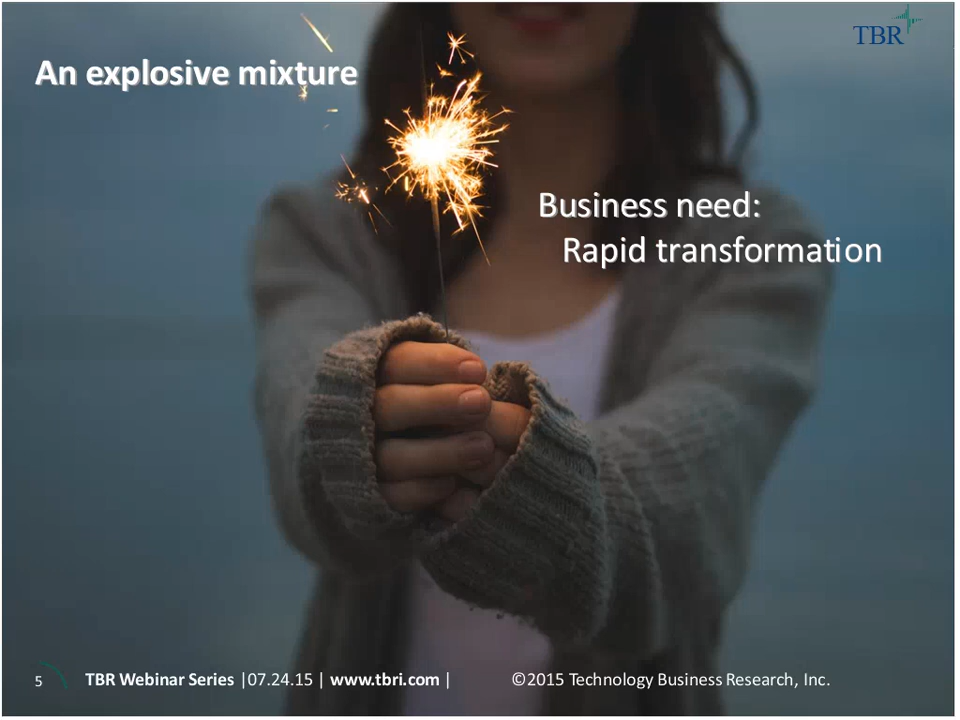 TBR
An explosive mixture
Business need:
Rapid transformation
5 TBR Webinar Series |07.24.15 | www.tbri.com | ©2015 Technology Business Research, Inc.